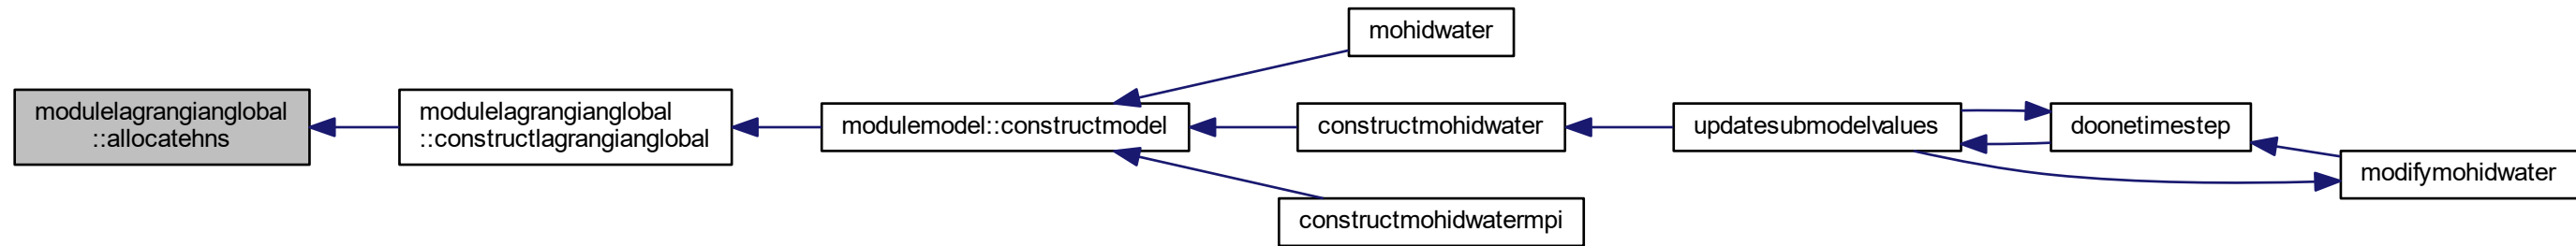 modulelagrangianglobal
::allocatehns
modulelagrangianglobal
::constructlagrangianglobal
modulemodel::constructmodel
mohidwater
constructmohidwater
constructmohidwatermpi
updatesubmodelvalues
doonetimestep
modifymohidwater